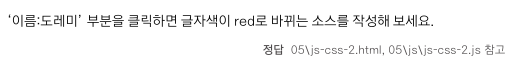 ‘이름:도레미’ 부분을 클릭하면 글자색이 red로 바뀌는 소스를 작성해 보세요.
정답 05\js-css-2.html, 05\js\js-css-2.js 참고